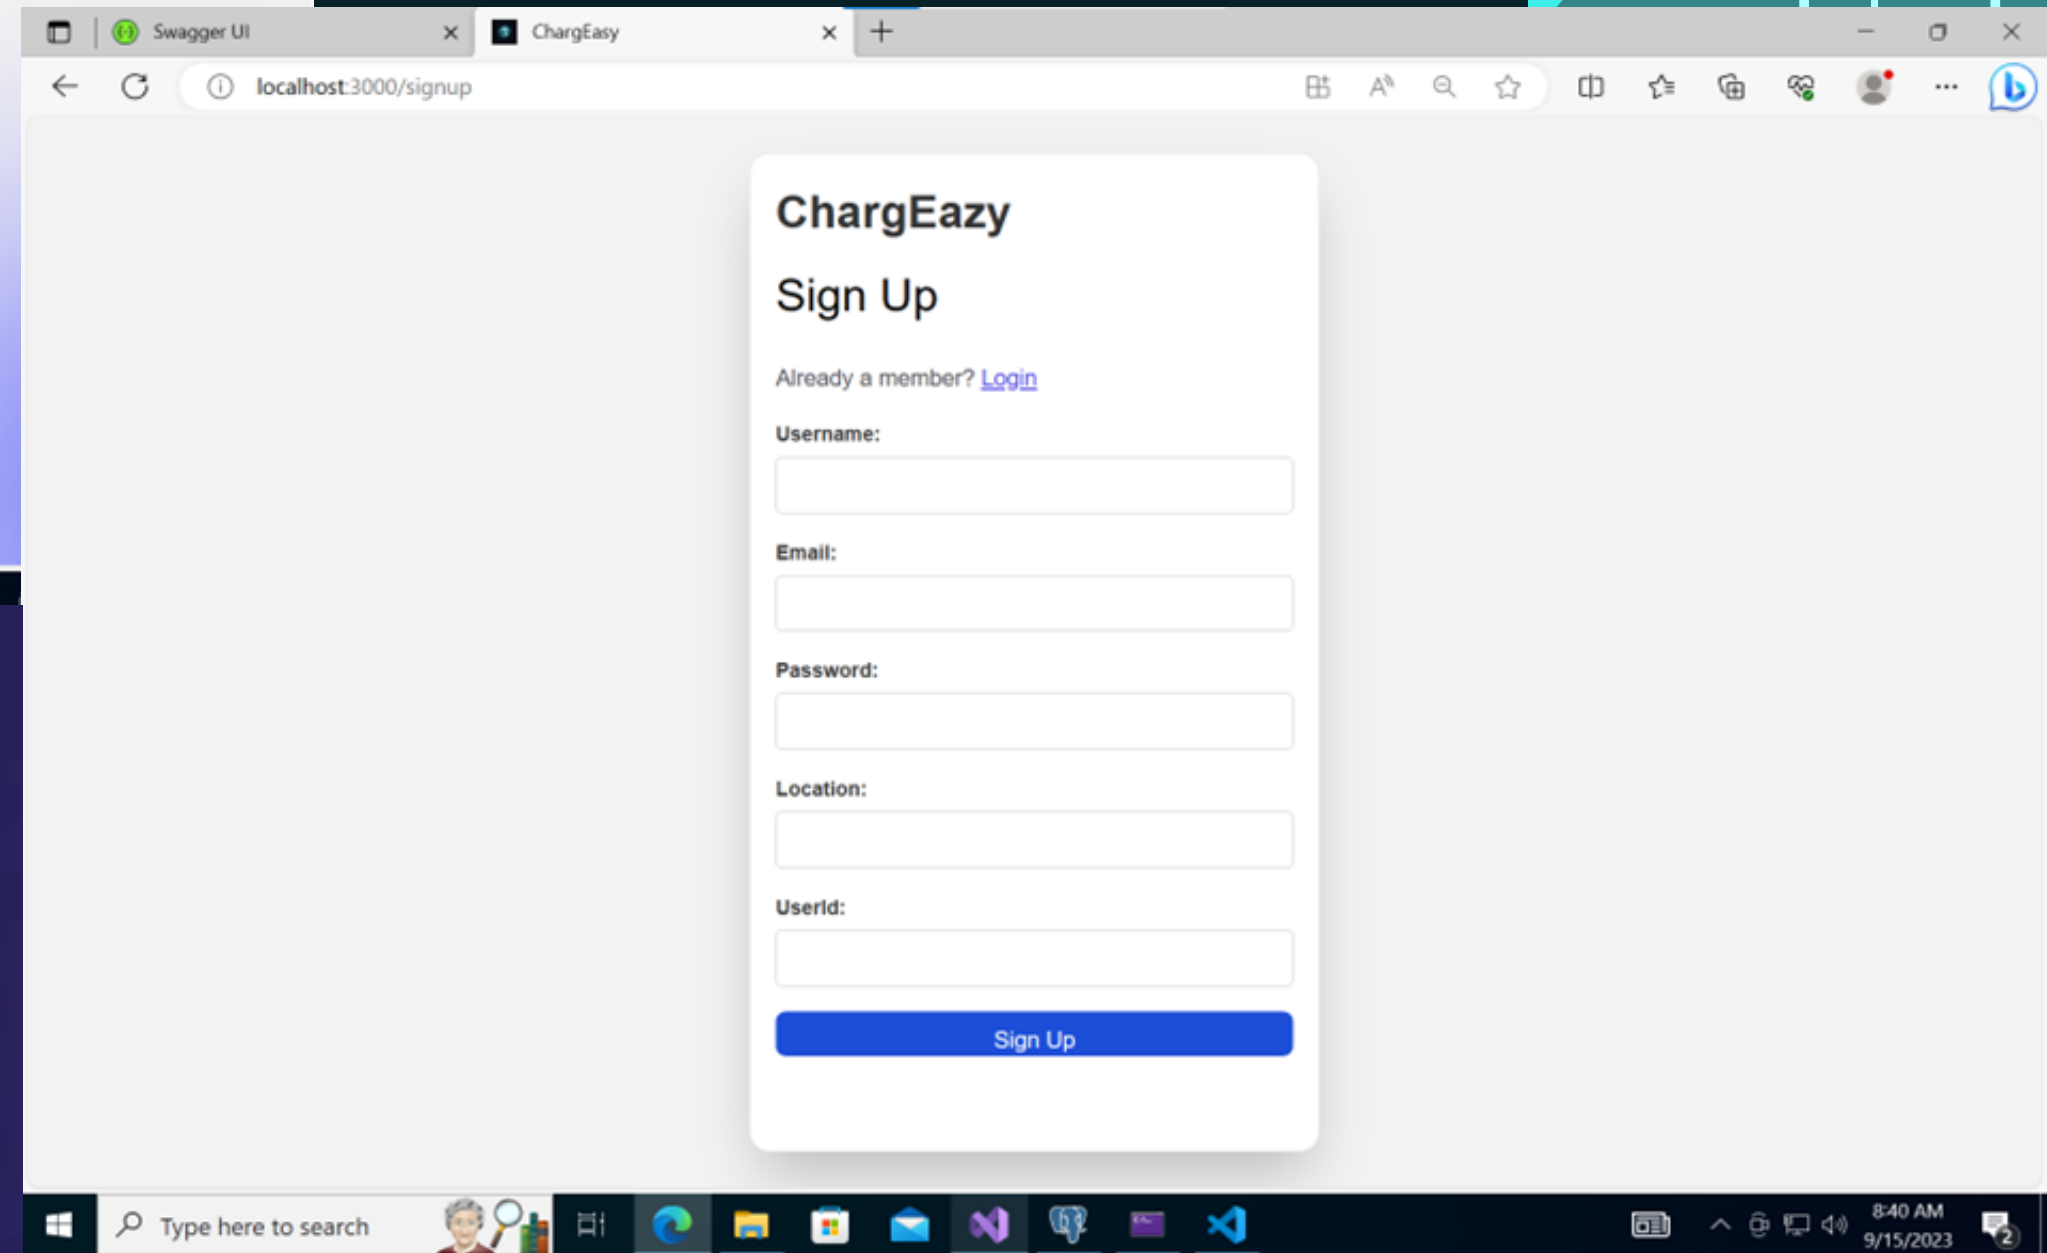 Swagger UI
ChargEasy
localhost:3000/signup
ChargEazy
Sign Up
Already a member? Login
Username:
Email:
Password:
Location:
UserId:
Sign Up
Type here to search
8:40 AM
9/15/2023
2